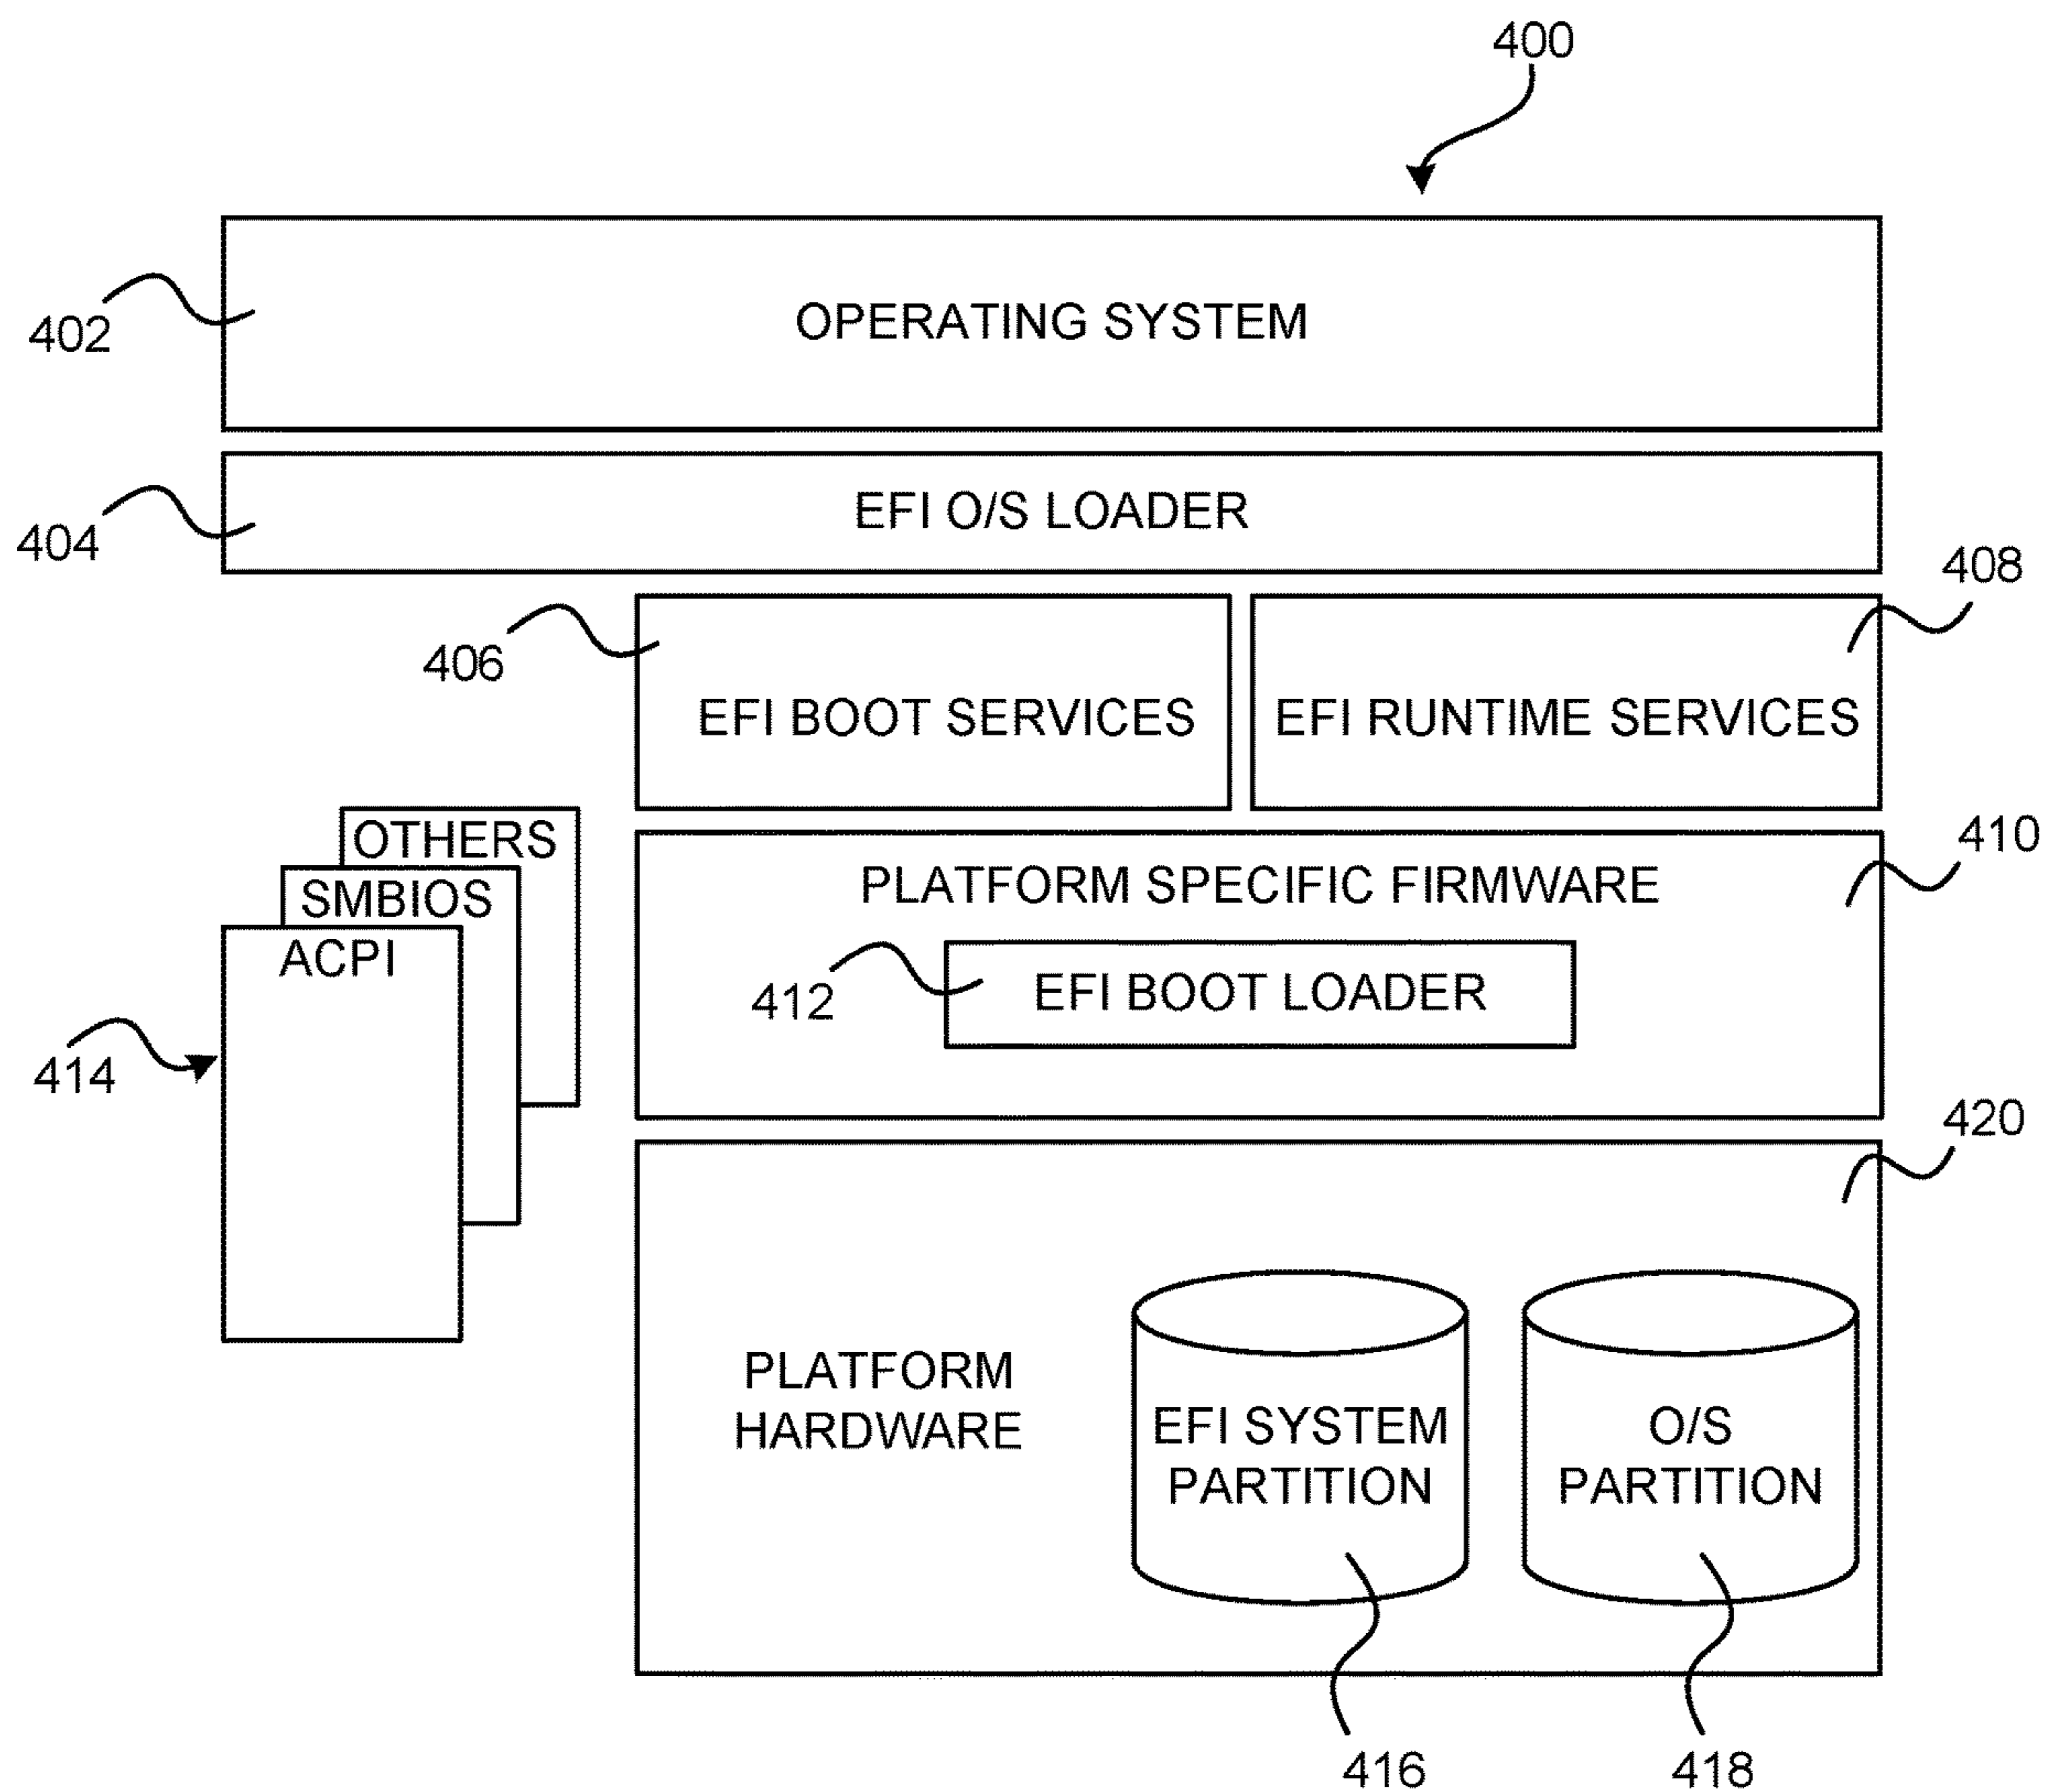 400
OPERATING SYSTEM
402
EFI O/S LOADER
404
408
406
EFI BOOT SERVICES
EFI RUNTIME SERVICES
OTHERS
SMBIOS
ACPI
414
410
PLATFORM SPECIFIC FIRMWARE
412
EFI BOOT LOADER
420
PLATFORM
HARDWARE
EFI SYSTEM
PARTITION
O/S
PARTITION
416
418